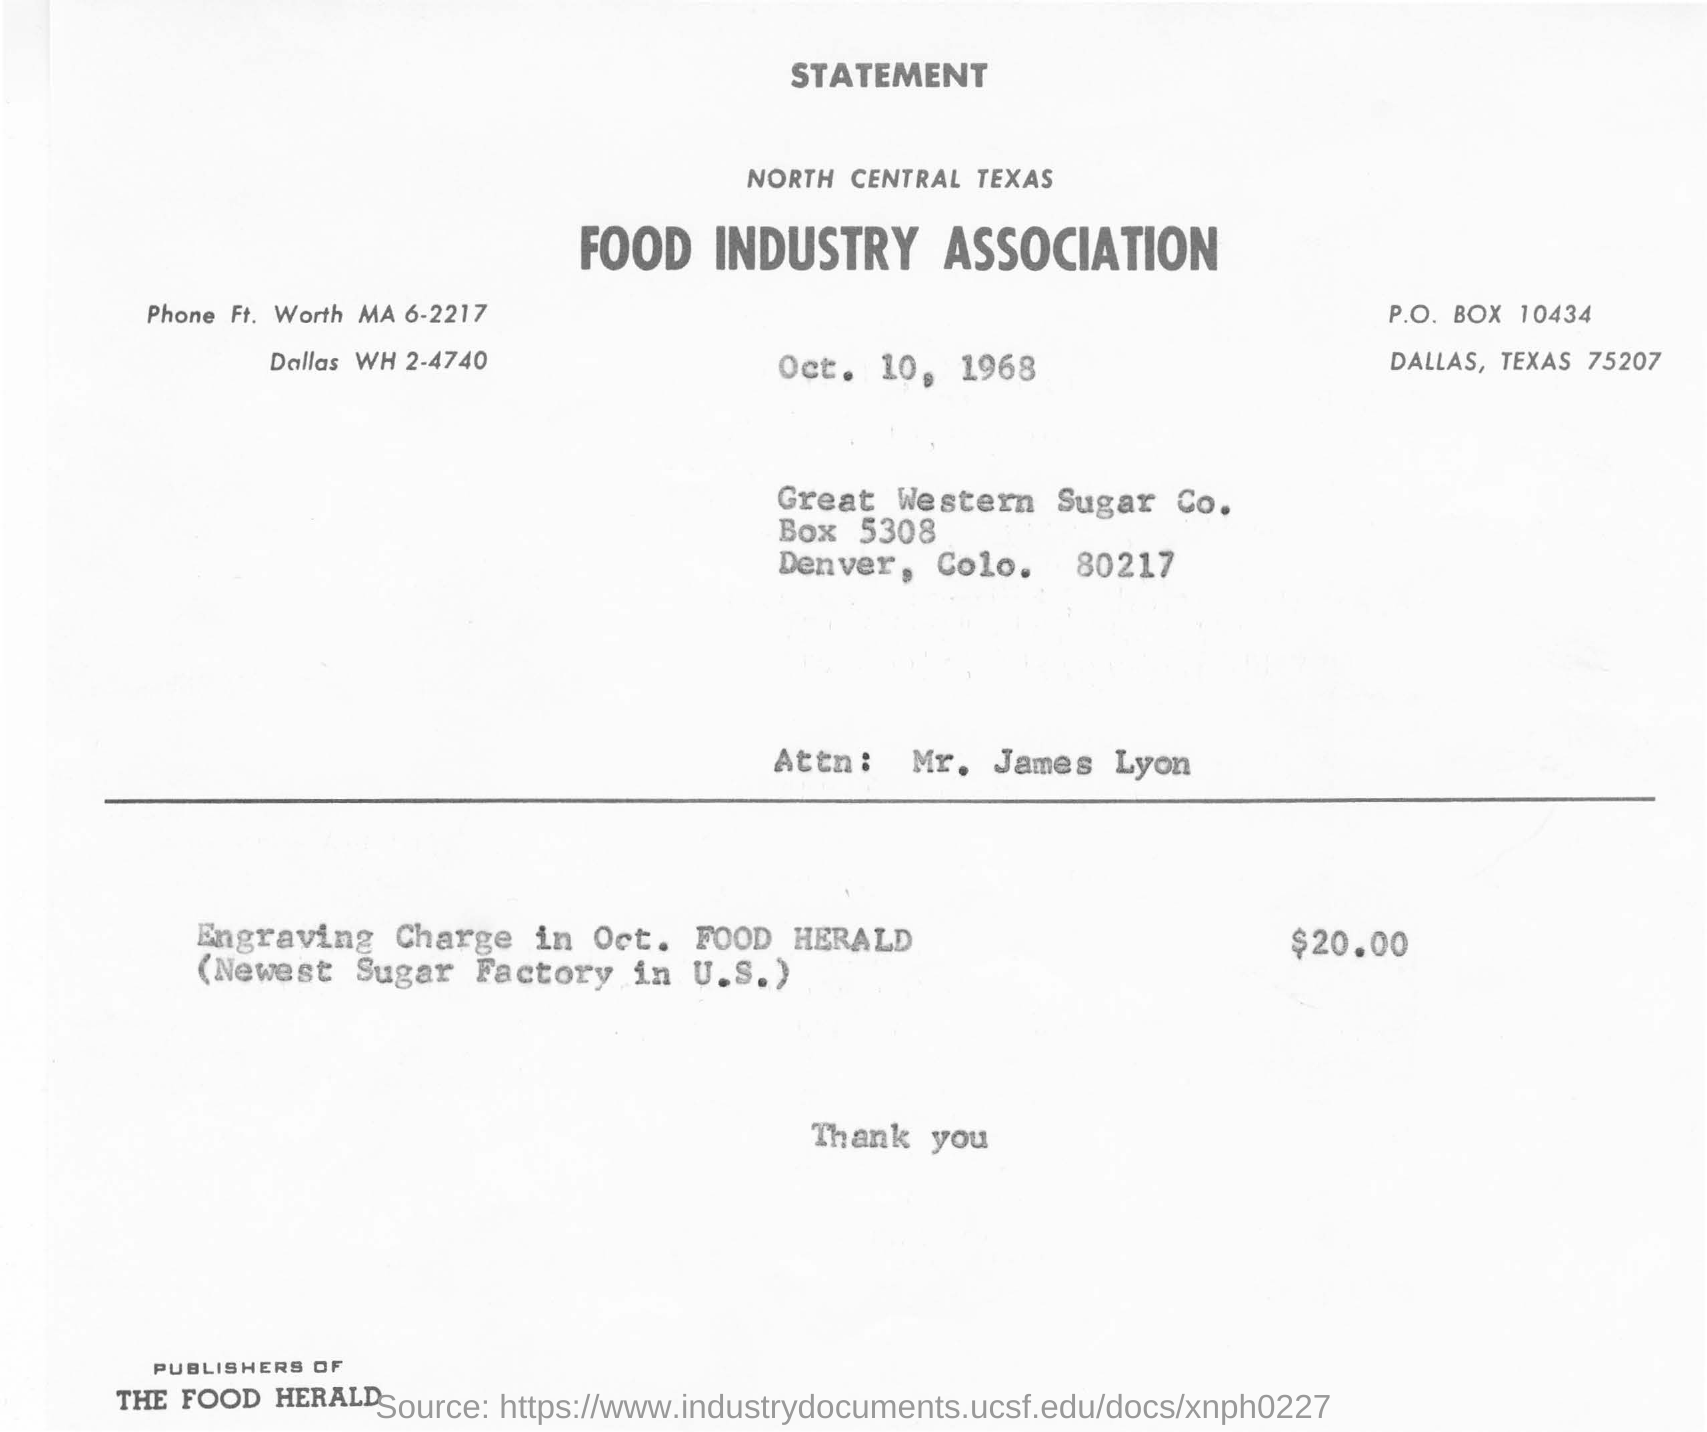 STATEMENT
NORTH CENTRAL TEXAS
FOOD INDUSTRY ASSOCIATION
Phone Ft. Worth MA 6-2217
Dallas WH 2-4740
P.O. BOX 10434
DALLAS, TEXAS 75207
Oct. 10, 1968
Great Western Sugar Co.
Box 5308
Denver, Colo. 80217
Attn: Mr. James Lyon
Engraving Charge in Oct. FOOD HERALD $20.00
(Newest Sugar Factory in U.S.)
Thank you
PUBLISHERS OF
THE FOOD HERALD
Source: https://www.industrydocuments.ucsf.edu/docs/xnph0227